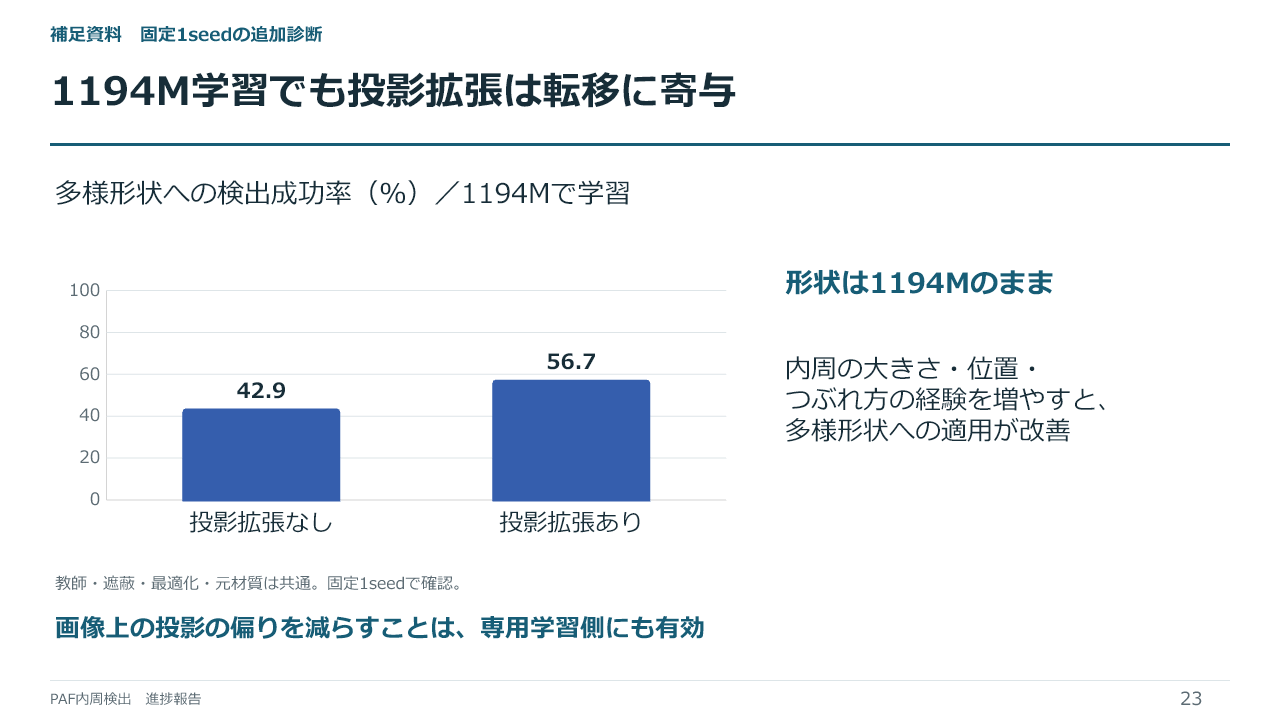 補足資料　固定1seedの追加診断
1194M学習でも投影拡張は転移に寄与
多様形状への検出成功率（%）／1194Mで学習
100
80
60
40
20
0
42.9
56.7
投影拡張なし
投影拡張あり
形状は1194Mのまま
内周の大きさ・位置・
つぶれ方の経験を増やすと、
多様形状への適用が改善
教師・遮蔽・最適化・元材質は共通。固定1seedで確認。
画像上の投影の偏りを減らすことは、専用学習側にも有効
PAF内周検出　進捗報告
23